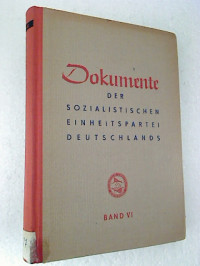 Dokumente
DER
SOZIALISTISCHEN
EINHEITSPARTEI
DEUTSCHLANDS
BAND VI